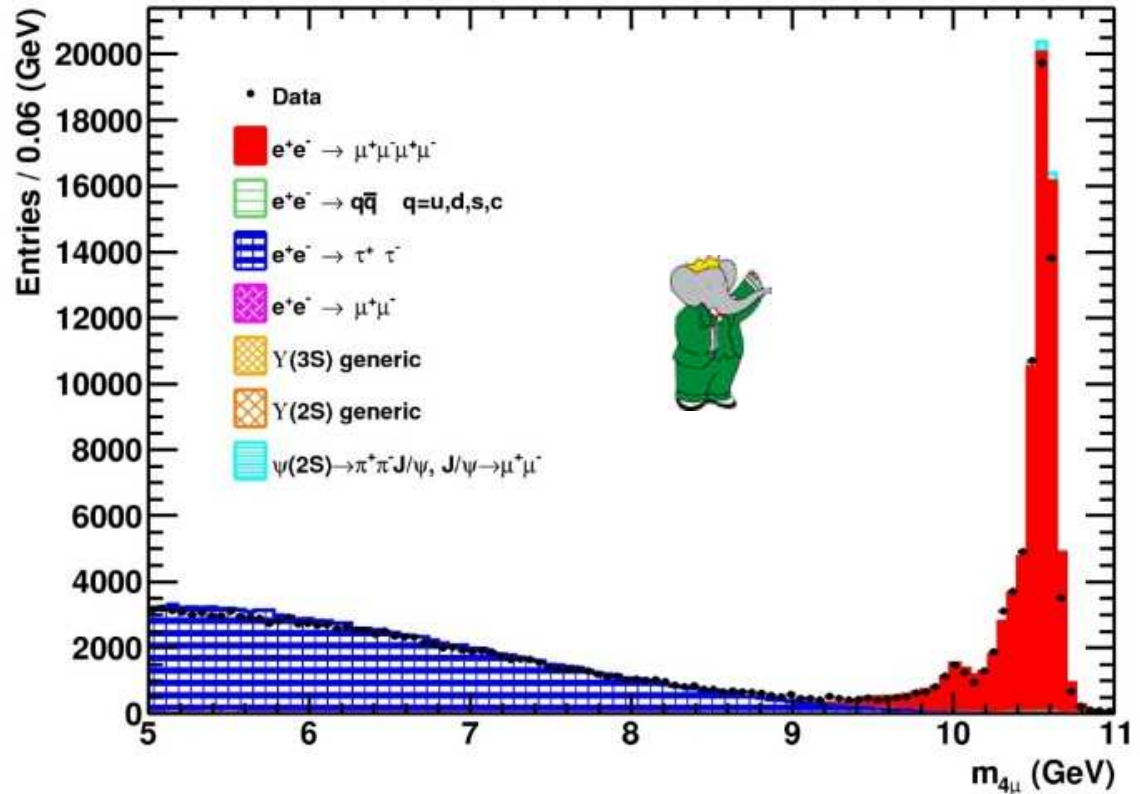 Entries / 0.06 (GeV)
20000
18000
16000
14000
12000
10000
8000
6000
4000
2000
0
• Data
e⁺e⁻ → μ⁺μ⁻μ⁺μ⁻
e⁺e⁻ → qq̅ q=u,d,s,c
e⁺e⁻ → τ⁺ τ⁻
e⁺e⁻ → μ⁺μ⁻
Υ(3S) generic
Υ(2S) generic
ψ(2S)→π⁺π⁻J/ψ, J/ψ→μ⁺μ⁻
5 6 7 8 9 10 11
m₄μ (GeV)